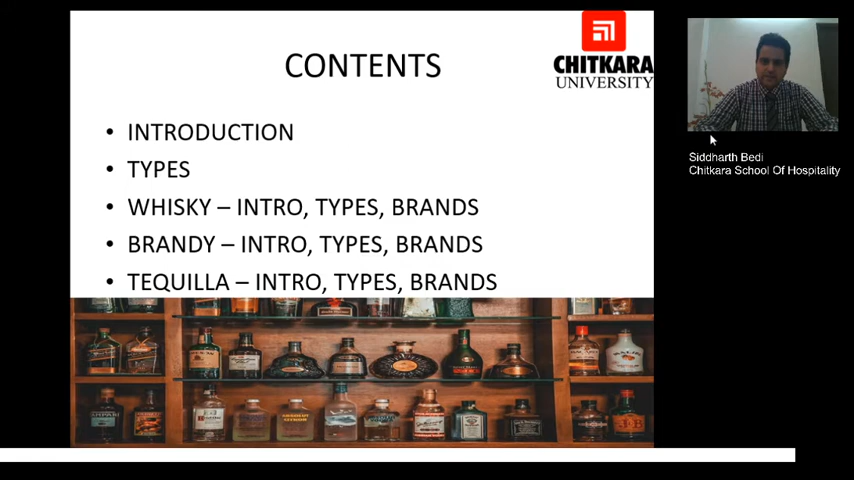 CONTENTS
CHITKARA
UNIVERSITY
• INTRODUCTION
• TYPES
• WHISKY – INTRO, TYPES, BRANDS
• BRANDY – INTRO, TYPES, BRANDS
• TEQUILLA – INTRO, TYPES, BRANDS
Siddharth Bedi
Chitkara School Of Hospitality
J&B